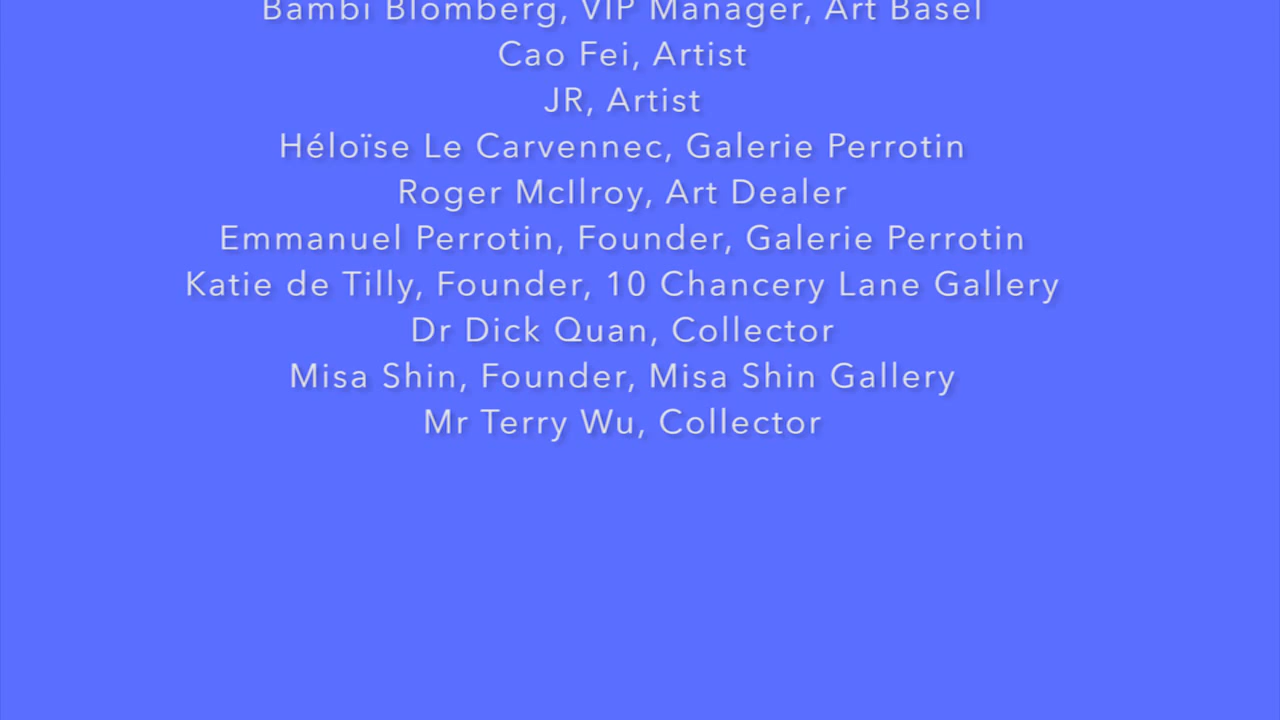 Bambi Blomberg, VIP Manager, Art Basel
Cao Fei, Artist
JR, Artist
Héloïse Le Carvennec, Galerie Perrotin
Roger McIlroy, Art Dealer
Emmanuel Perrotin, Founder, Galerie Perrotin
Katie de Tilly, Founder, 10 Chancery Lane Gallery
Dr Dick Quan, Collector
Misa Shin, Founder, Misa Shin Gallery
Mr Terry Wu, Collector